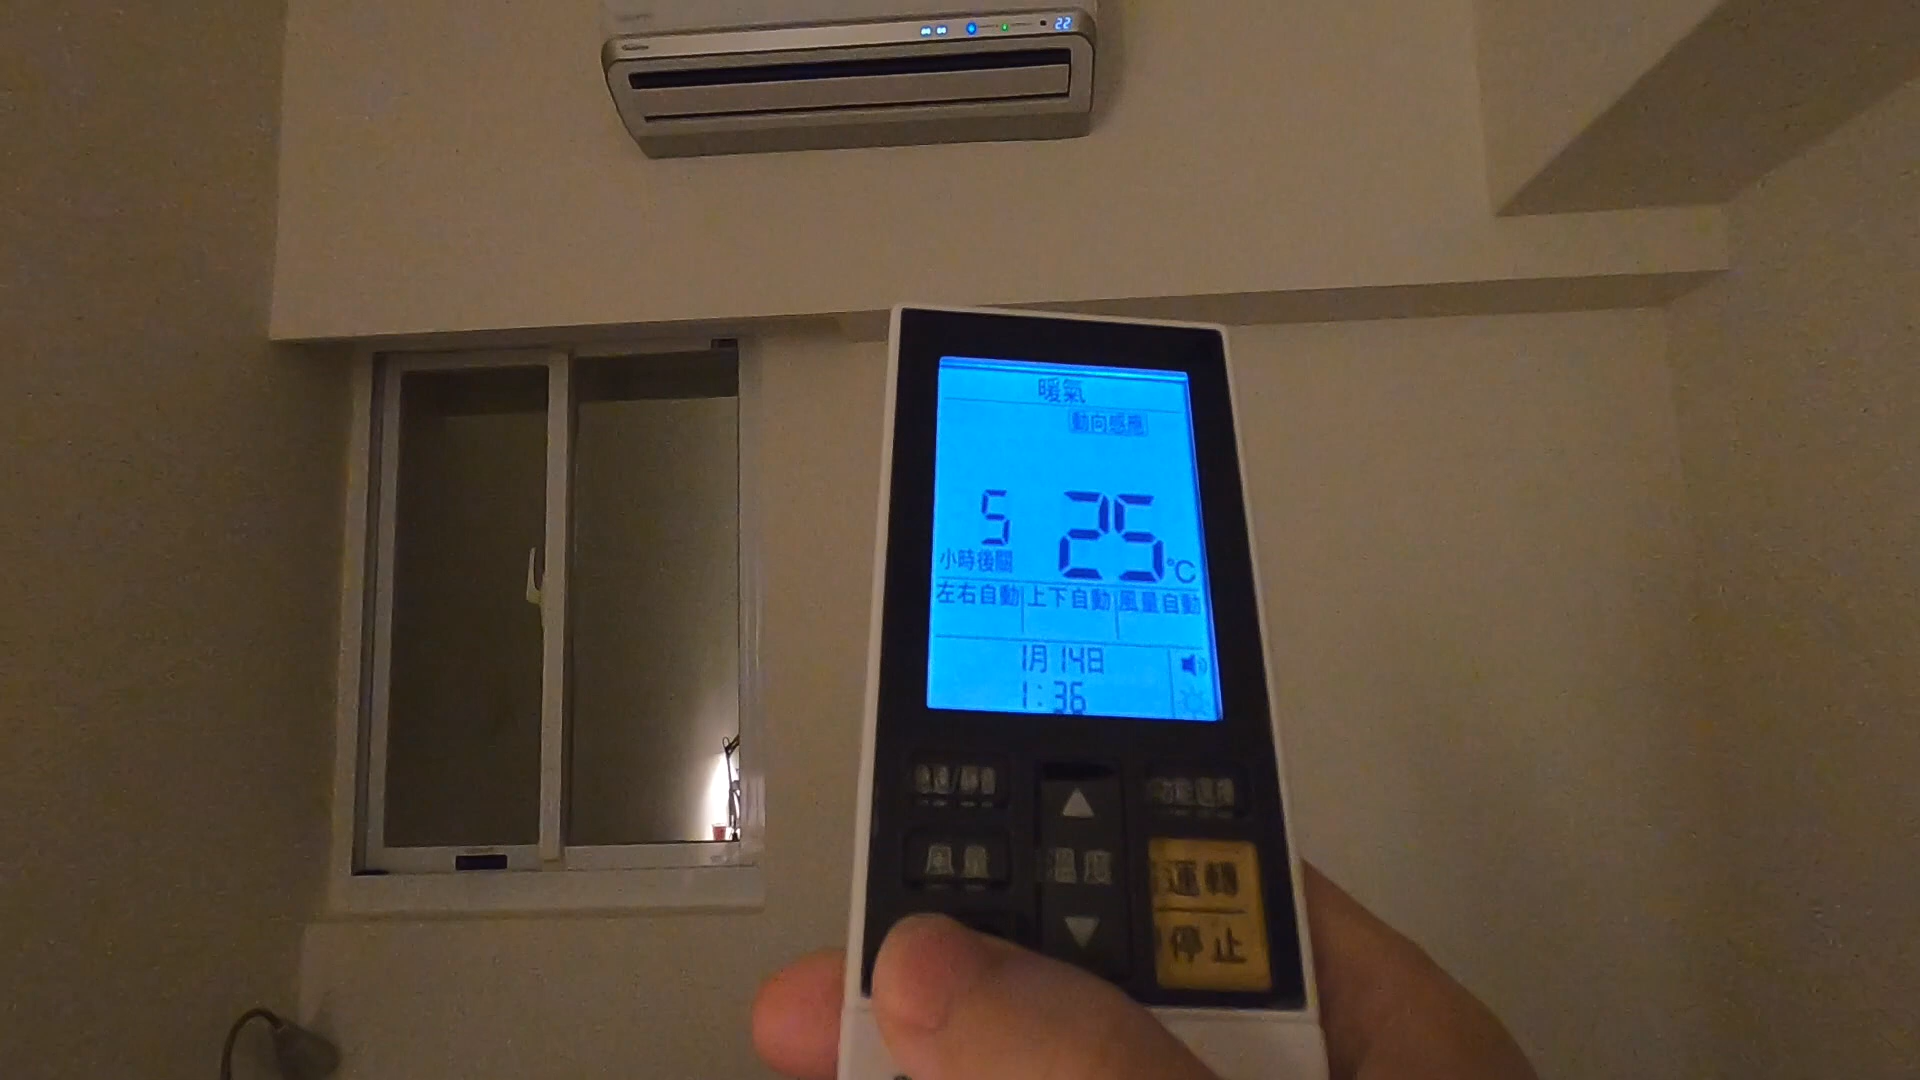 22
暖氣
動向感應
5 25℃
小時後關
左右自動 上下自動 風量自動
1月14日
1:36
風量
溫度
運轉
停止